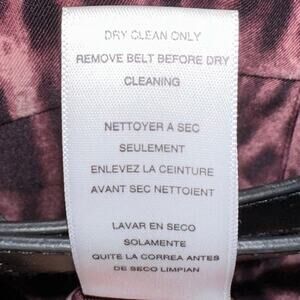 DRY CLEAN ONLY
REMOVE BELT BEFORE DRY
CLEANING
NETTOYER A SEC
SEULEMENT
ENLEVEZ LA CEINTURE
AVANT SEC NETTOIENT
LAVAR EN SECO
SOLAMENTE
QUITE LA CORREA ANTES
DE SECO LIMPIAN